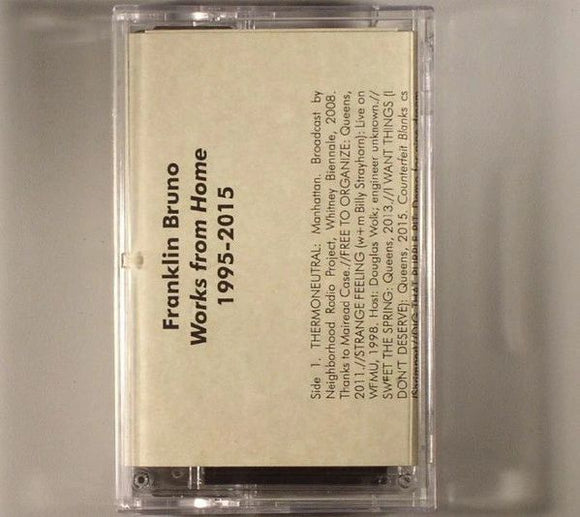 Franklin Bruno
Works from Home
1995-2015
Side 1. THERMONEUTRAL: Manhattan. Broadcast by
Neighborhood Radio Project, Whitney Biennale, 2008.
Thanks to Mairead Case.//FREE TO ORGANIZE: Queens,
2011.//STRANGE FEELING (w+m Billy Strayhorn): Live on
WFMU, 1998. Host: Douglas Wolk; engineer unknown.//
SWEET THE SPRING: Queens, 2013.//I WANT THINGS (I
DON'T DESERVE): Queens, 2015. Counterfeit Blanks cs